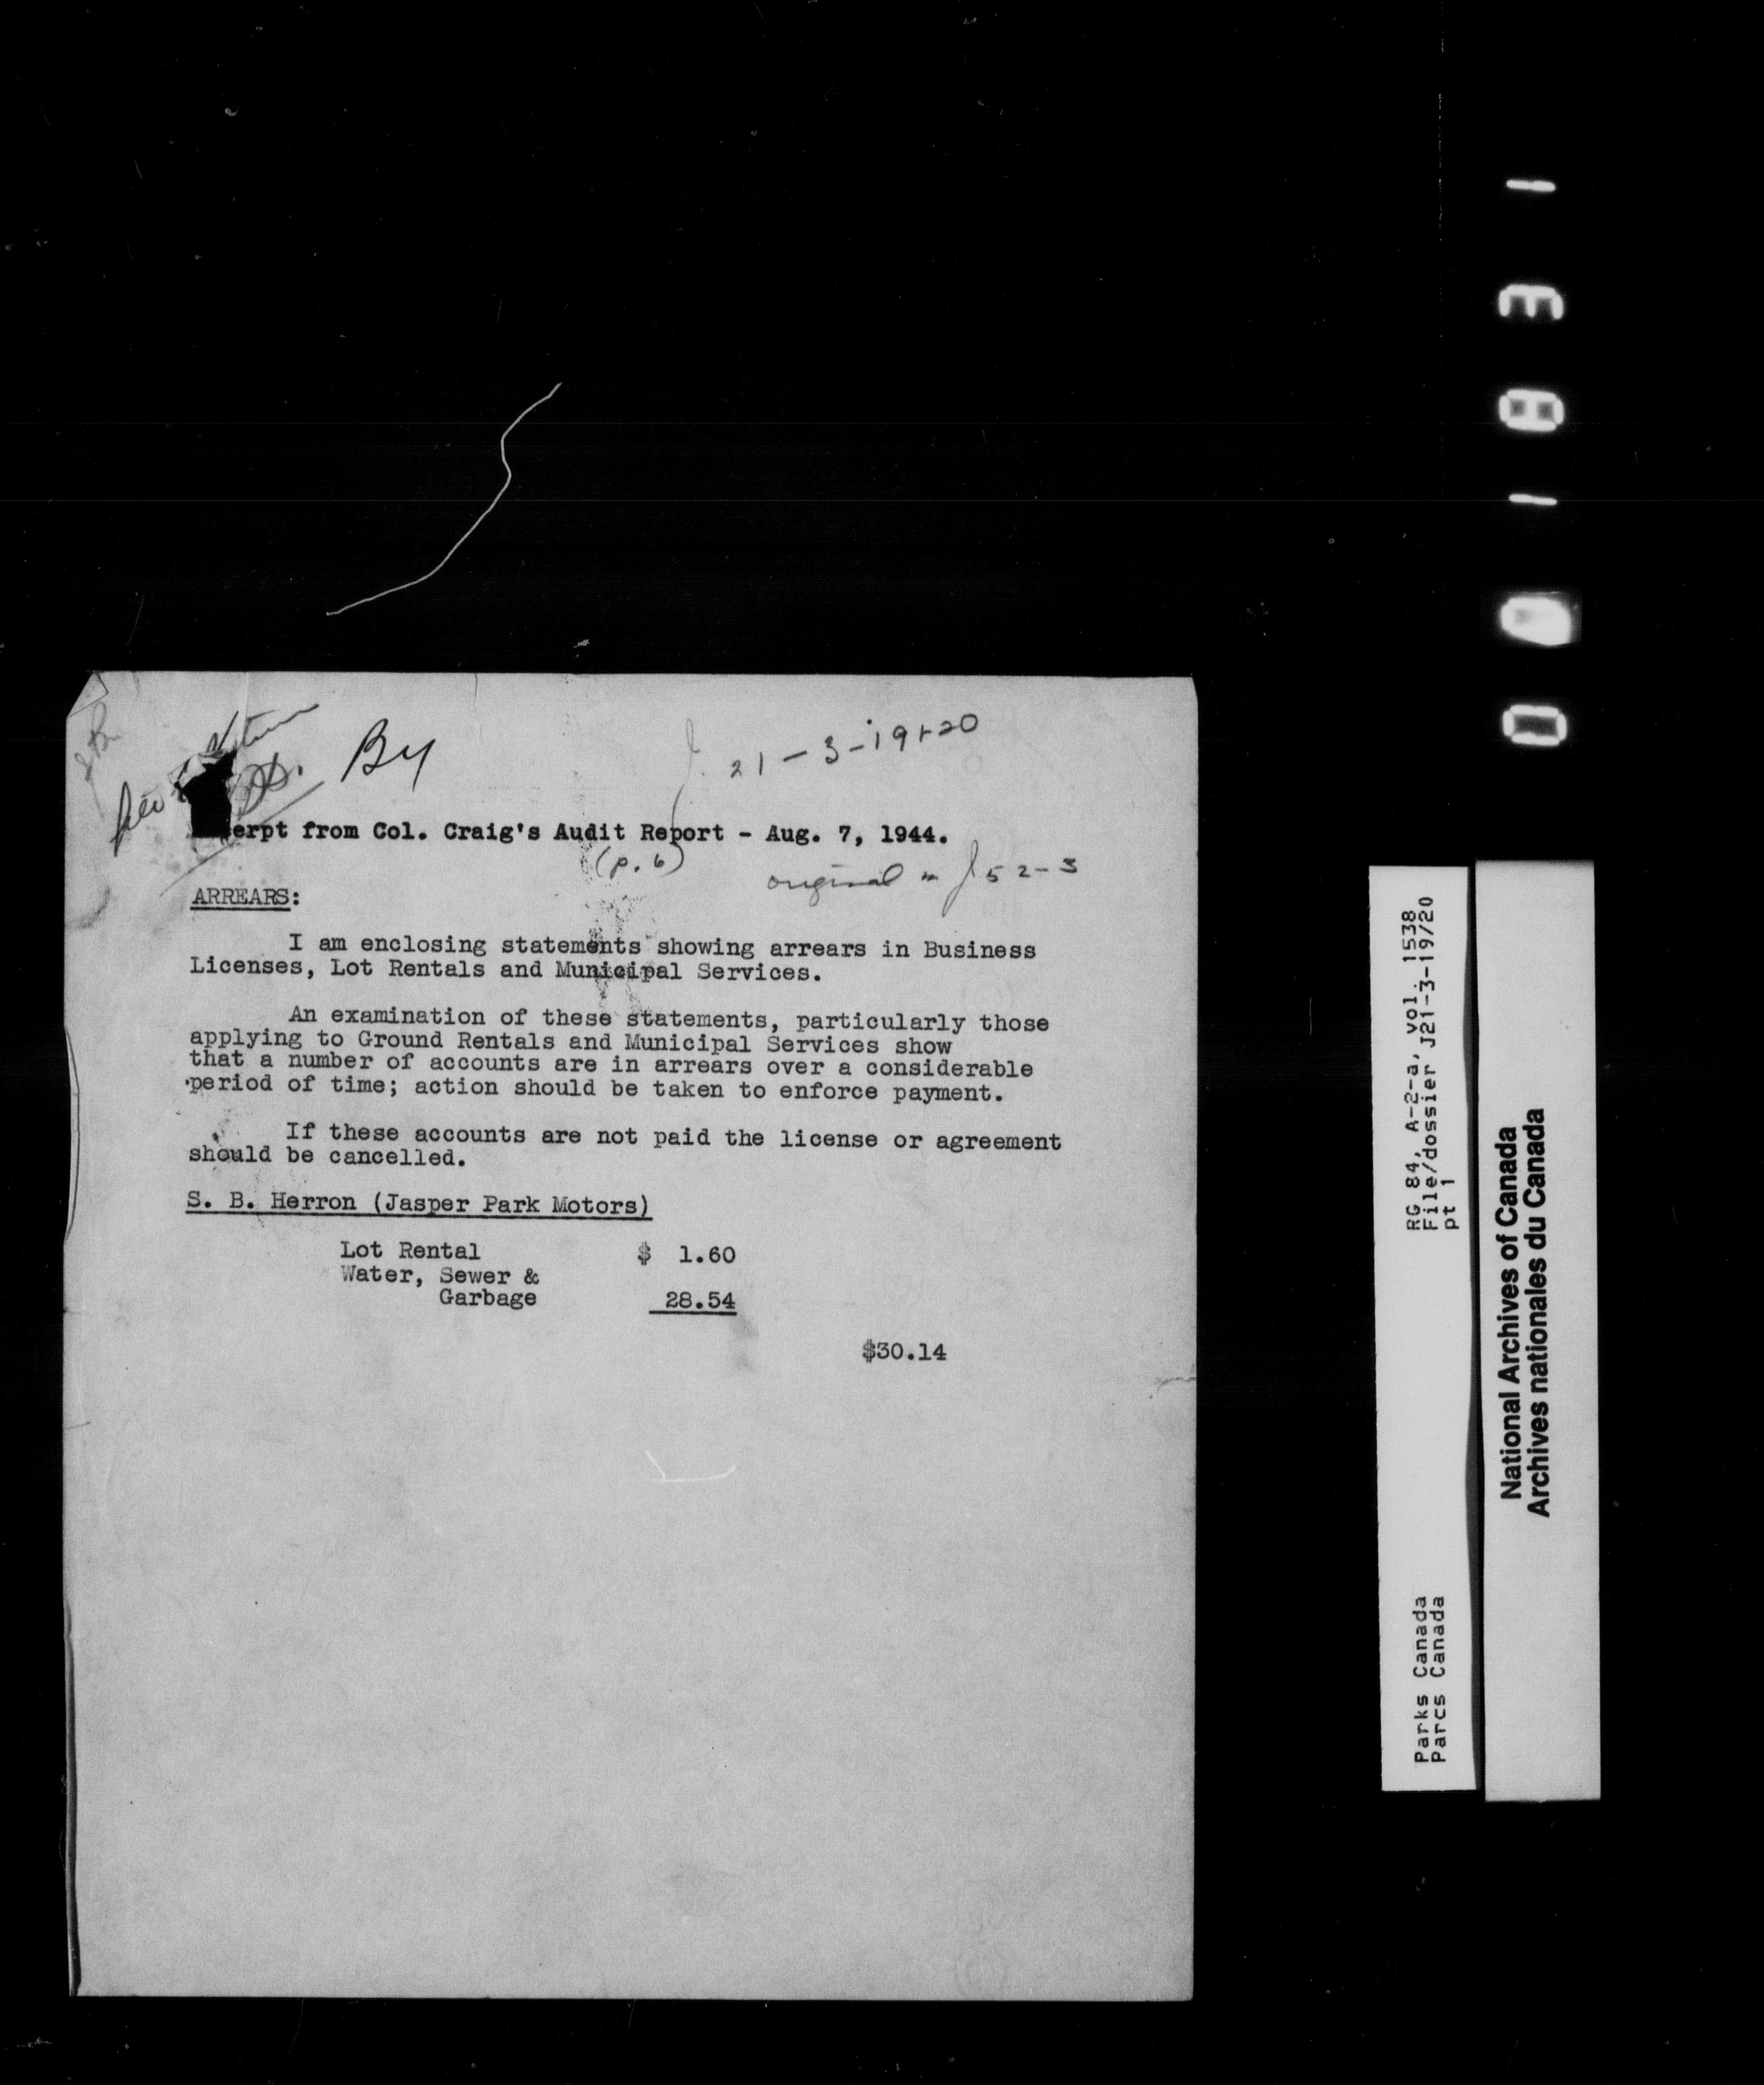 By
21-3-19+20
erpt from Col. Craig's Audit Report - Aug. 7, 1944.
(p. 6)
original in J 52-3
ARREARS:
I am enclosing statements showing arrears in Business
Licenses, Lot Rentals and Municipal Services.
An examination of these statements, particularly those
applying to Ground Rentals and Municipal Services show
that a number of accounts are in arrears over a considerable
period of time; action should be taken to enforce payment.
If these accounts are not paid the license or agreement
should be cancelled.
S. B. Herron (Jasper Park Motors)
Lot Rental $ 1.60
Water, Sewer &
Garbage 28.54
$30.14
RG 84, A-2-a, vol. 1538
File/dossier J21-3-19/20
pt 1
Parks Canada
Parcs Canada
National Archives of Canada
Archives nationales du Canada